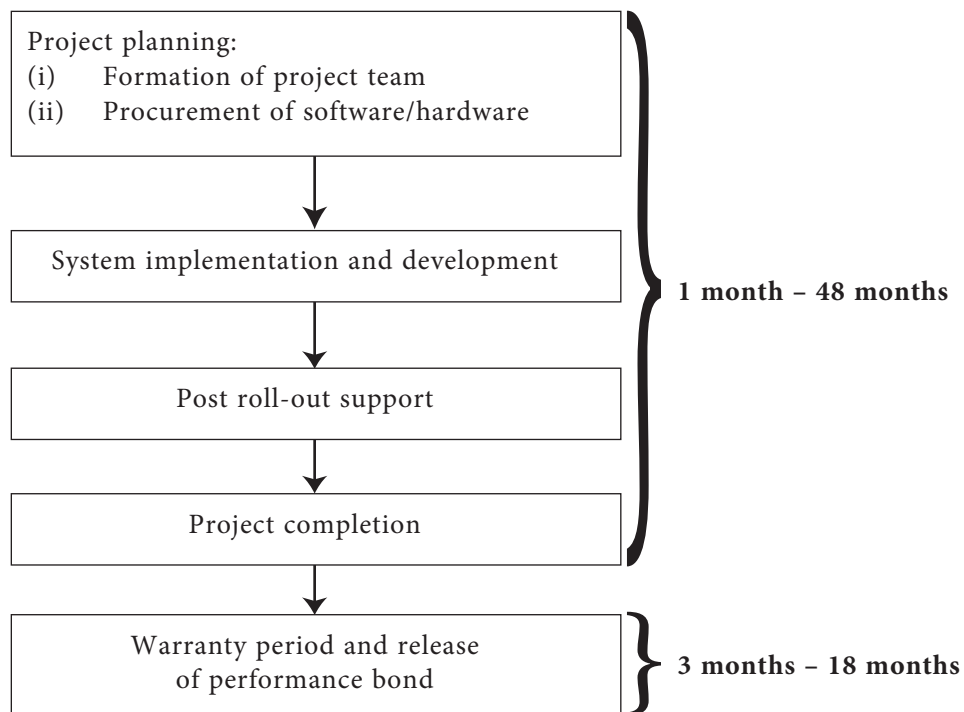 Project planning:
(i) Formation of project team
(ii) Procurement of software/hardware
System implementation and development
1 month – 48 months
Post roll-out support
Project completion
Warranty period and release
of performance bond
3 months – 18 months